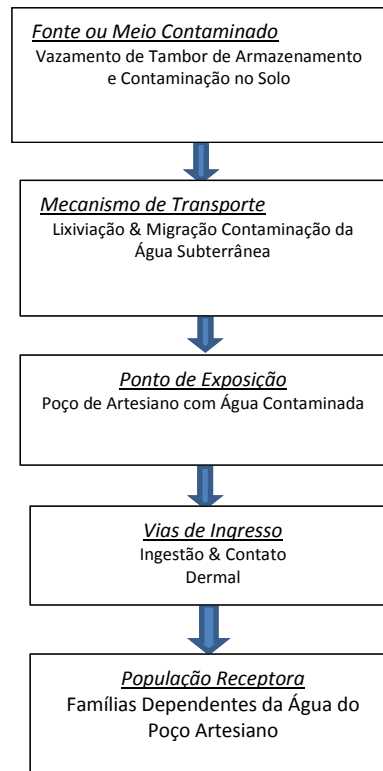 Fonte ou Meio Contaminado
Vazamento de Tambor de Armazenamento
e Contaminação no Solo
Mecanismo de Transporte
Lixiviação & Migração Contaminação da
Água Subterrânea
Ponto de Exposição
Poço de Artesiano com Água Contaminada
Vias de Ingresso
Ingestão & Contato
Dermal
População Receptora
Famílias Dependentes da Água do
Poço Artesiano